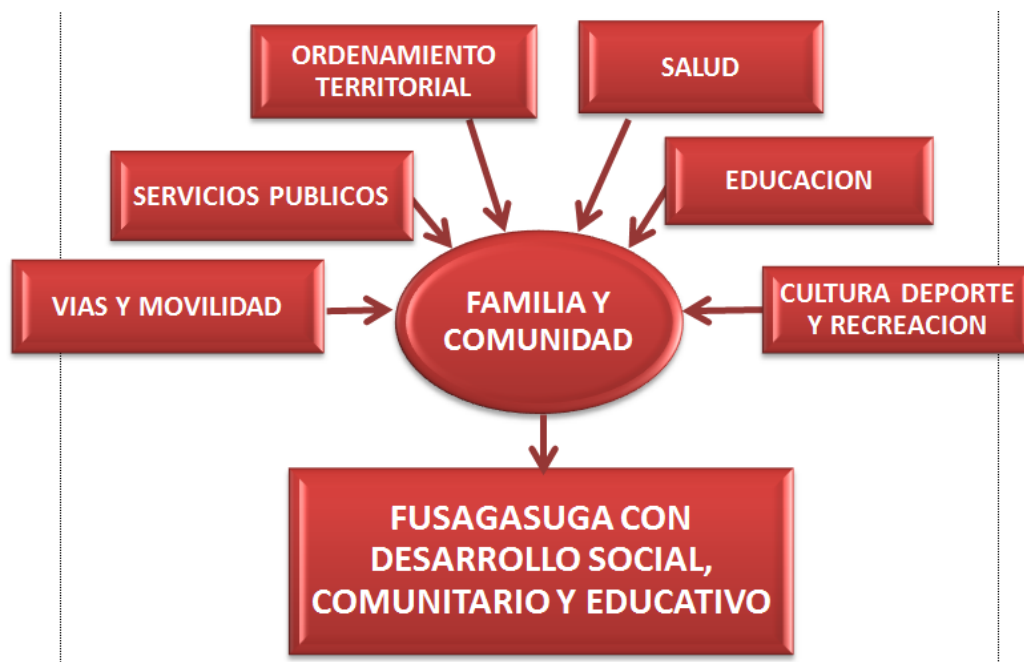 ORDENAMIENTO
TERRITORIAL
SALUD
SERVICIOS PUBLICOS
EDUCACION
VIAS Y MOVILIDAD
FAMILIA Y
COMUNIDAD
CULTURA DEPORTE
Y RECREACION
FUSAGASUGA CON
DESARROLLO SOCIAL,
COMUNITARIO Y EDUCATIVO